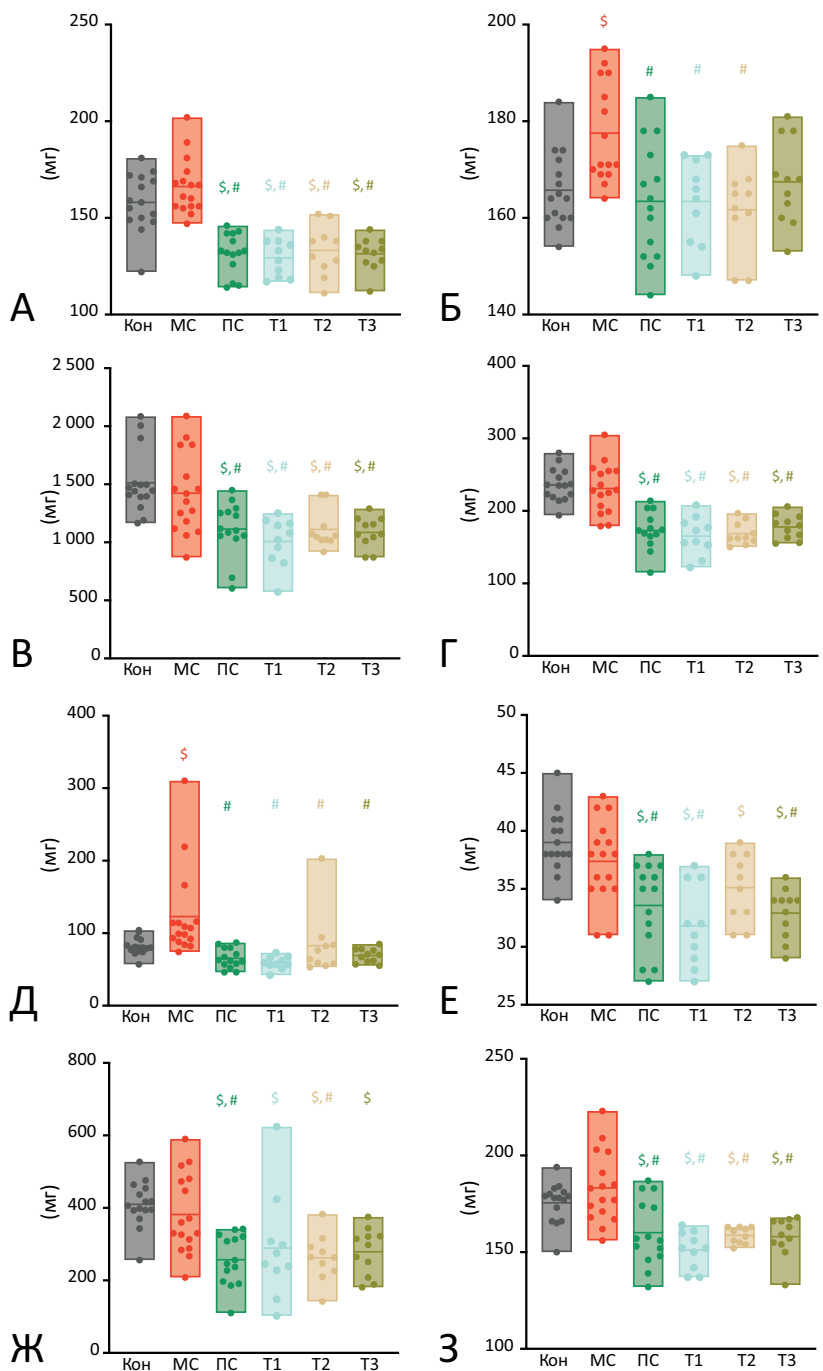 250
200
150
100
(мг)
$, # $, # $, # $, #
А
Кон МС ПС Т1 Т2 Т3
200
180
160
140
(мг)
$
# # #
Б
Кон МС ПС Т1 Т2 Т3
2 500
2 000
1 500
1 000
500
0
(мг)
$, # $, # $, # $, #
В
Кон МС ПС Т1 Т2 Т3
400
300
200
100
0
(мг)
$, # $, # $, # $, #
Г
Кон МС ПС Т1 Т2 Т3
400
300
200
100
0
(мг)
$
# # # #
Д
Кон МС ПС Т1 Т2 Т3
50
45
40
35
30
25
(мг)
$, # $, # $ $, #
Е
Кон МС ПС Т1 Т2 Т3
800
600
400
200
0
(мг)
$, # $ $, # $
Ж
Кон МС ПС Т1 Т2 Т3
250
200
150
100
(мг)
$, # $, # $, # $, #
З
Кон МС ПС Т1 Т2 Т3